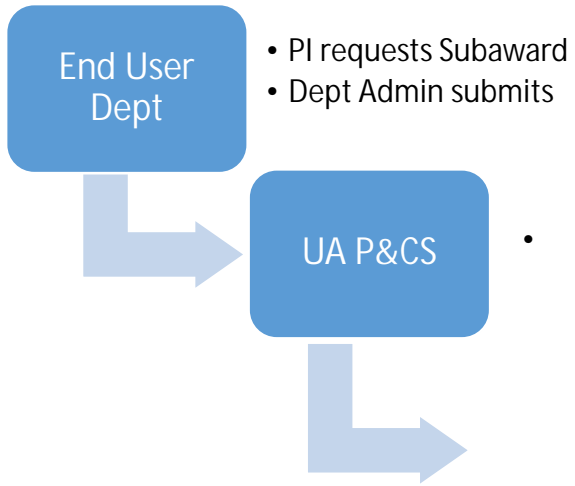 End User
Dept
• PI requests Subaward
• Dept Admin submits
UA P&CS
•